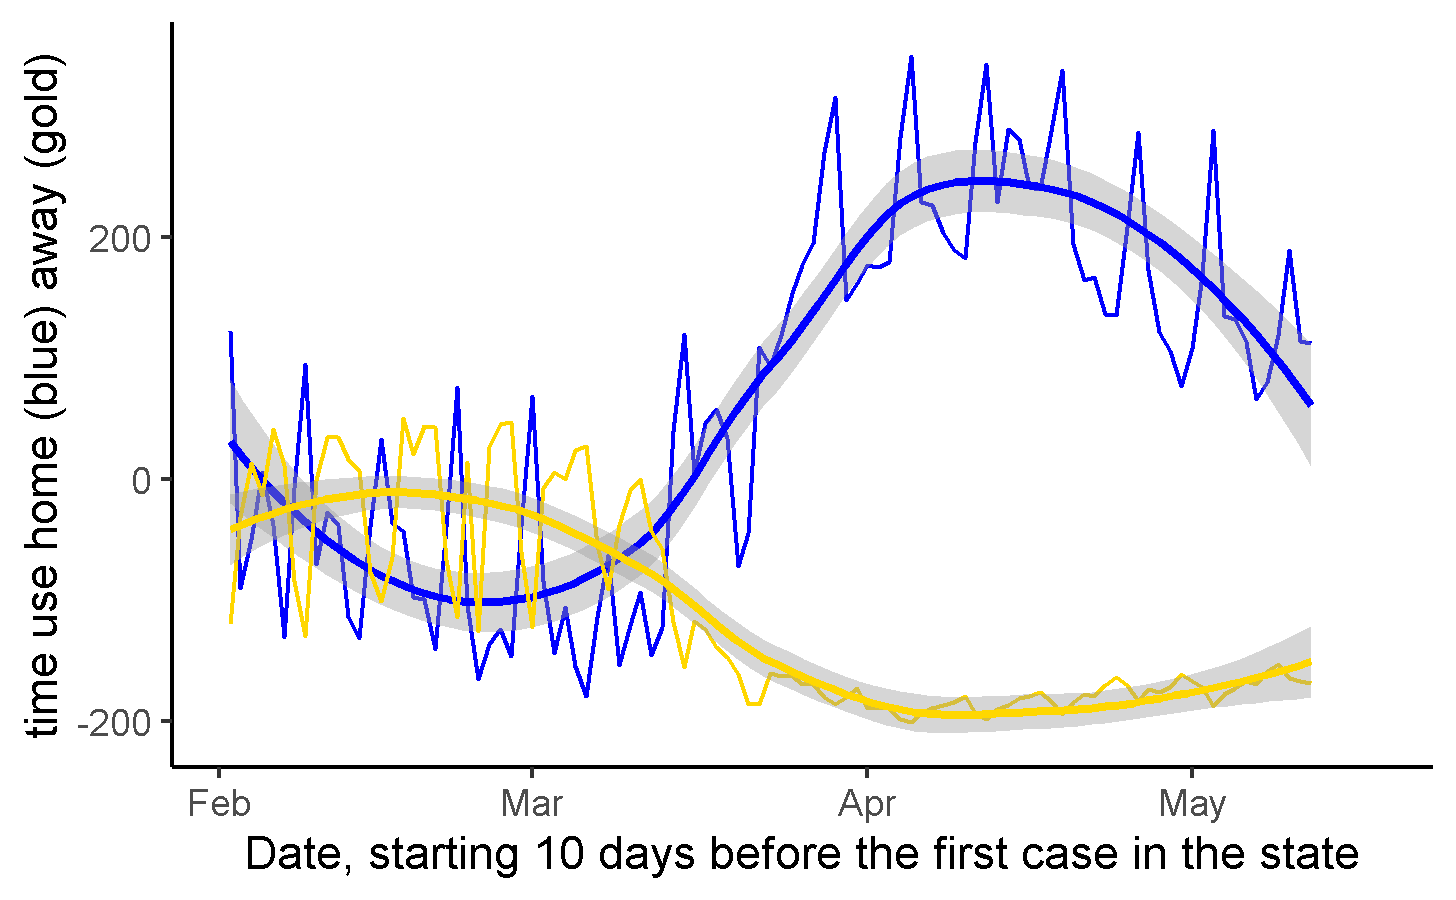 time use home (blue) away (gold)
200
0
-200
Feb
Mar
Apr
May
Date, starting 10 days before the first case in the state